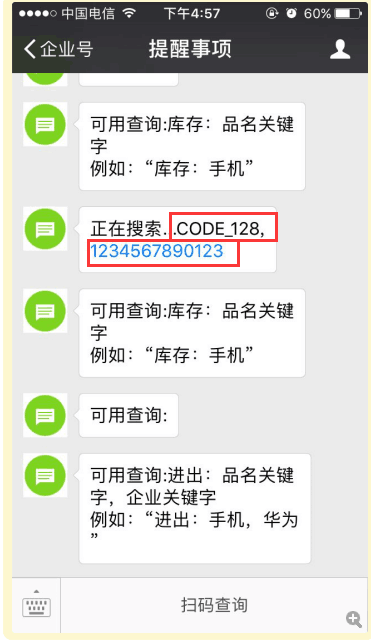 中国电信 下午4:57 60%
企业号 提醒事项
可用查询:库存：品名关键
字
例如：“库存：手机”
正在搜索...CODE_128,
1234567890123
可用查询:库存：品名关键
字
例如：“库存：手机”
可用查询:
可用查询:进出：品名关键
字，企业关键字
例如：“进出：手机，华为
”
扫码查询